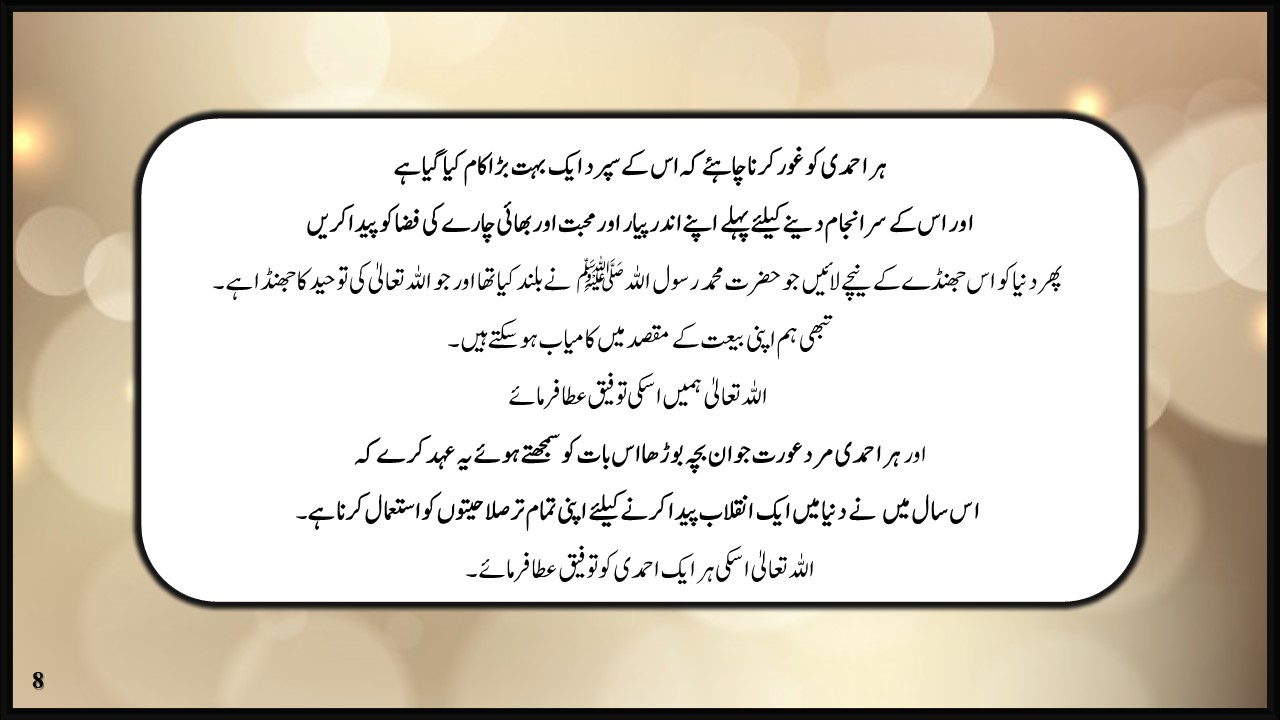 ہر احمدی کو غور کرنا چاہئے کہ اس کے سپرد ایک بہت بڑا کام کیا گیا ہے
اور اس کے سر انجام دینے کیلئے پہلے اپنے اندر پیار اور محبت اور بھائی چارے کی فضا کو پیدا کریں
پھر دنیا کو اس جھنڈے کے نیچے لائیں جو حضرت محمد رسول اللہ ﷺ نے بلند کیا تھا اور جو اللہ تعالیٰ کی توحید کا جھنڈا ہے۔
تبھی ہم اپنی بیعت کے مقصد میں کامیاب ہو سکتے ہیں۔
اللہ تعالیٰ ہمیں اسکی توفیق عطا فرمائے
اور ہر احمدی مرد عورت جوان بچہ بوڑھا اس بات کو سمجھتے ہوئے یہ عہد کرے کہ
اس سال میں نے دنیا میں ایک انقلاب پیدا کرنے کیلئے اپنی تمام تر صلاحیتوں کو استعمال کرنا ہے۔
اللہ تعالیٰ اسکی ہر ایک احمدی کو توفیق عطا فرمائے۔
8